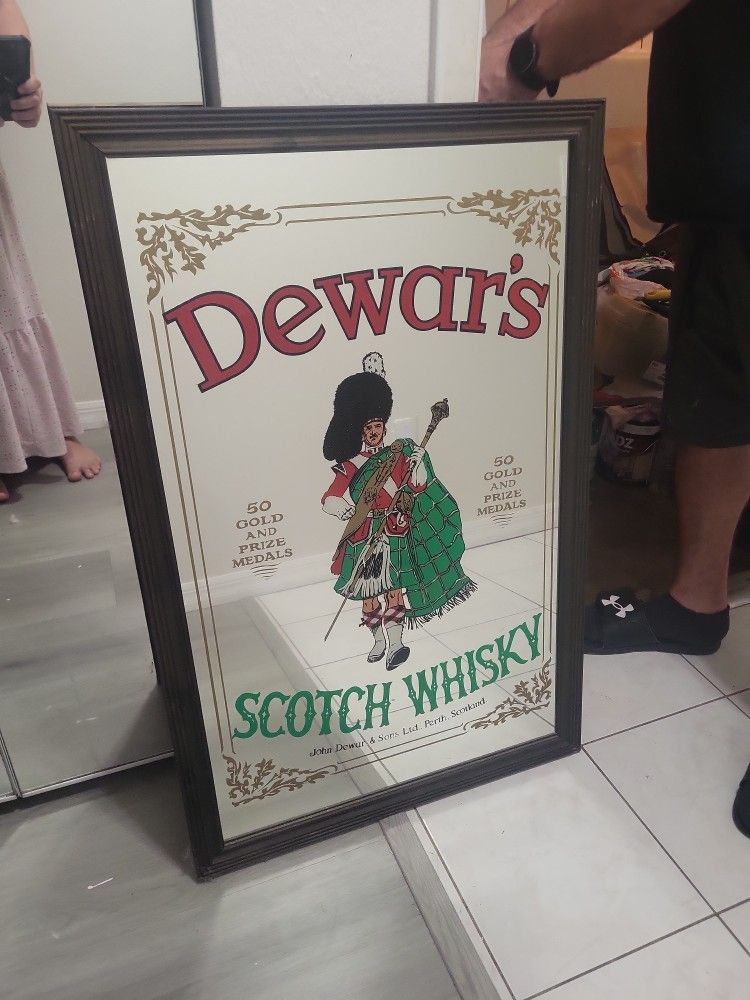 Dewar's
50
GOLD
AND
PRIZE
MEDALS
50
GOLD
AND
PRIZE
MEDALS
SCOTCH WHISKY
John Dewar & Sons Ltd. Perth, Scotland